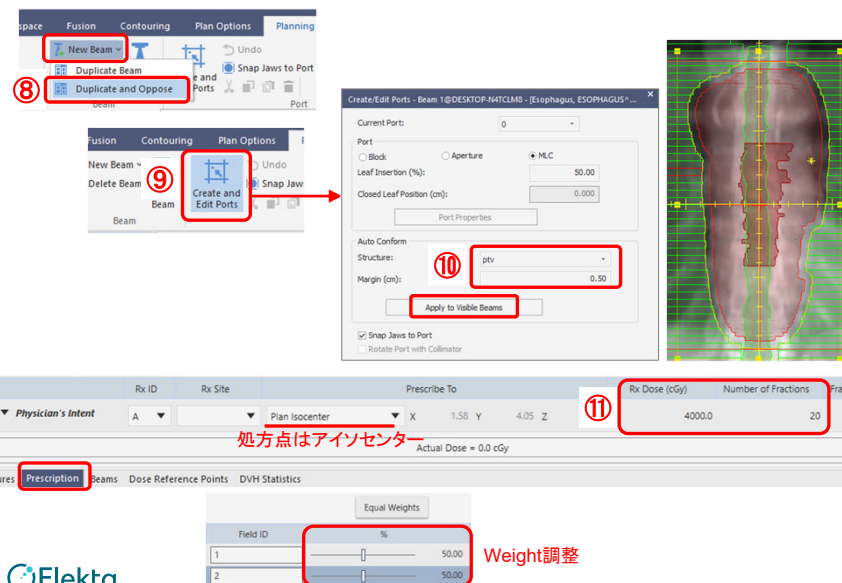 space Fusion Contouring Plan Options Planning
New Beam
Undo
Duplicate Beam
Snap Jaws to Port
⑧ Duplicate and Oppose
e and
Ports
Beam
Port
Fusion Contouring Plan Options
New Beam
Undo
⑨
Delete Beam
Snap Jaw
Beam
Create and
Edit Ports
Beam
Create/Edit Ports - Beam 1@DESKTOP-N4TCLM8 - [Esophagus, ESOPHAGUS^...
Current Port: 0
Port
Block Aperture MLC
Leaf Insertion (%): 50.00
Closed Leaf Position (cm): 0.000
Port Properties
Auto Conform
Structure: ptv
⑩
Margin (cm): 0.50
Apply to Visible Beams
Snap Jaws to Port
Rotate Port with Collimator
Rx ID Rx Site Prescribe To Rx Dose (cGy) Number of Fractions Fra
Physician's Intent A Plan Isocenter X 1.58 Y 4.05 Z ⑪ 4000.0 20
処方点はアイソセンター
Actual Dose = 0.0 cGy
ures Prescription Beams Dose Reference Points DVH Statistics
Equal Weights
Field ID %
1 50.00
Weight調整
2 50.00
Elekta